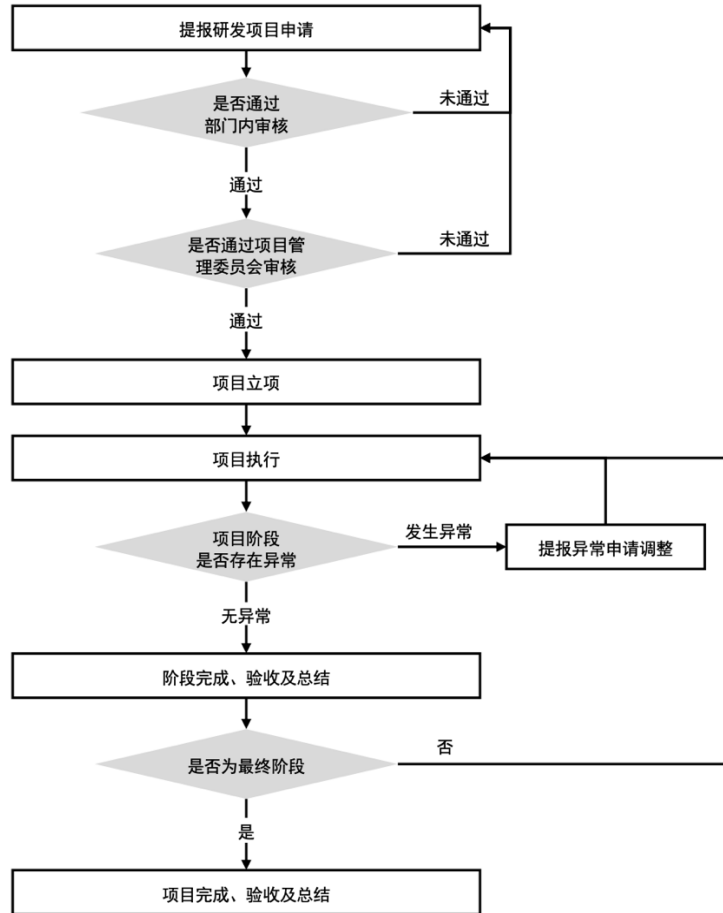 提报研发项目申请
是否通过
部门内审核
未通过
通过
是否通过项目管
理委员会审核
未通过
通过
项目立项
项目执行
项目阶段
是否存在异常
发生异常
提报异常申请调整
无异常
阶段完成、验收及总结
是否为最终阶段
否
是
项目完成、验收及总结